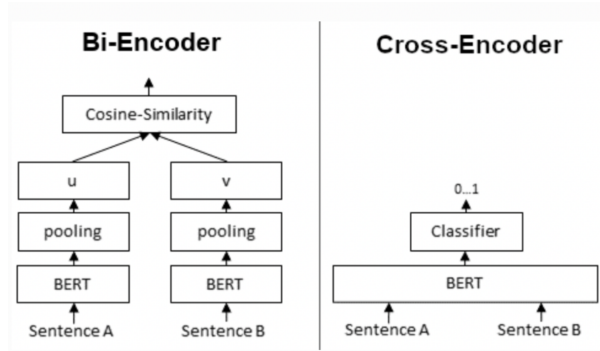 Bi-Encoder
Cosine-Similarity
u
v
pooling
pooling
BERT
BERT
Sentence A
Sentence B
Cross-Encoder
0...1
Classifier
BERT
Sentence A
Sentence B